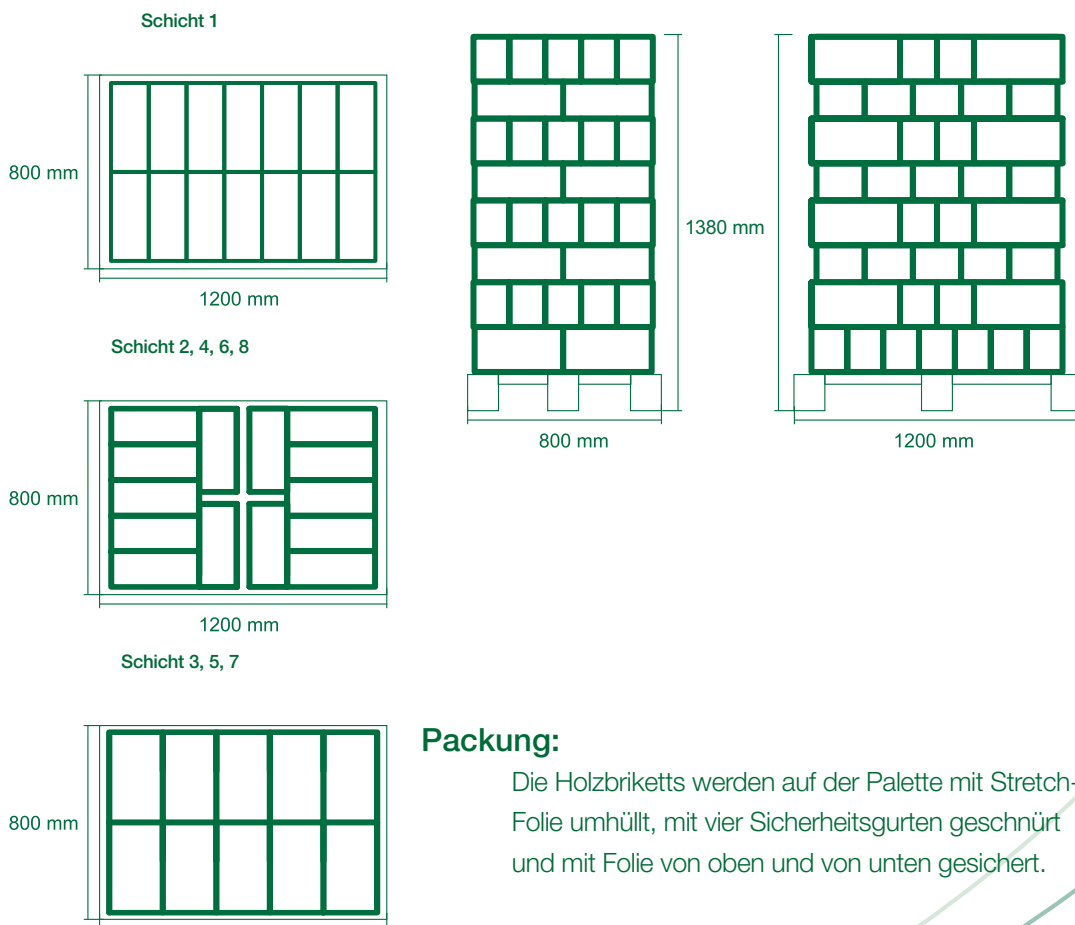 Schicht 1
800 mm
1200 mm
Schicht 2, 4, 6, 8
800 mm
1200 mm
Schicht 3, 5, 7
800 mm
1380 mm
800 mm
1200 mm
Packung:
Die Holzbriketts werden auf der Palette mit Stretch-
Folie umhüllt, mit vier Sicherheitsgurten geschnürt
und mit Folie von oben und von unten gesichert.